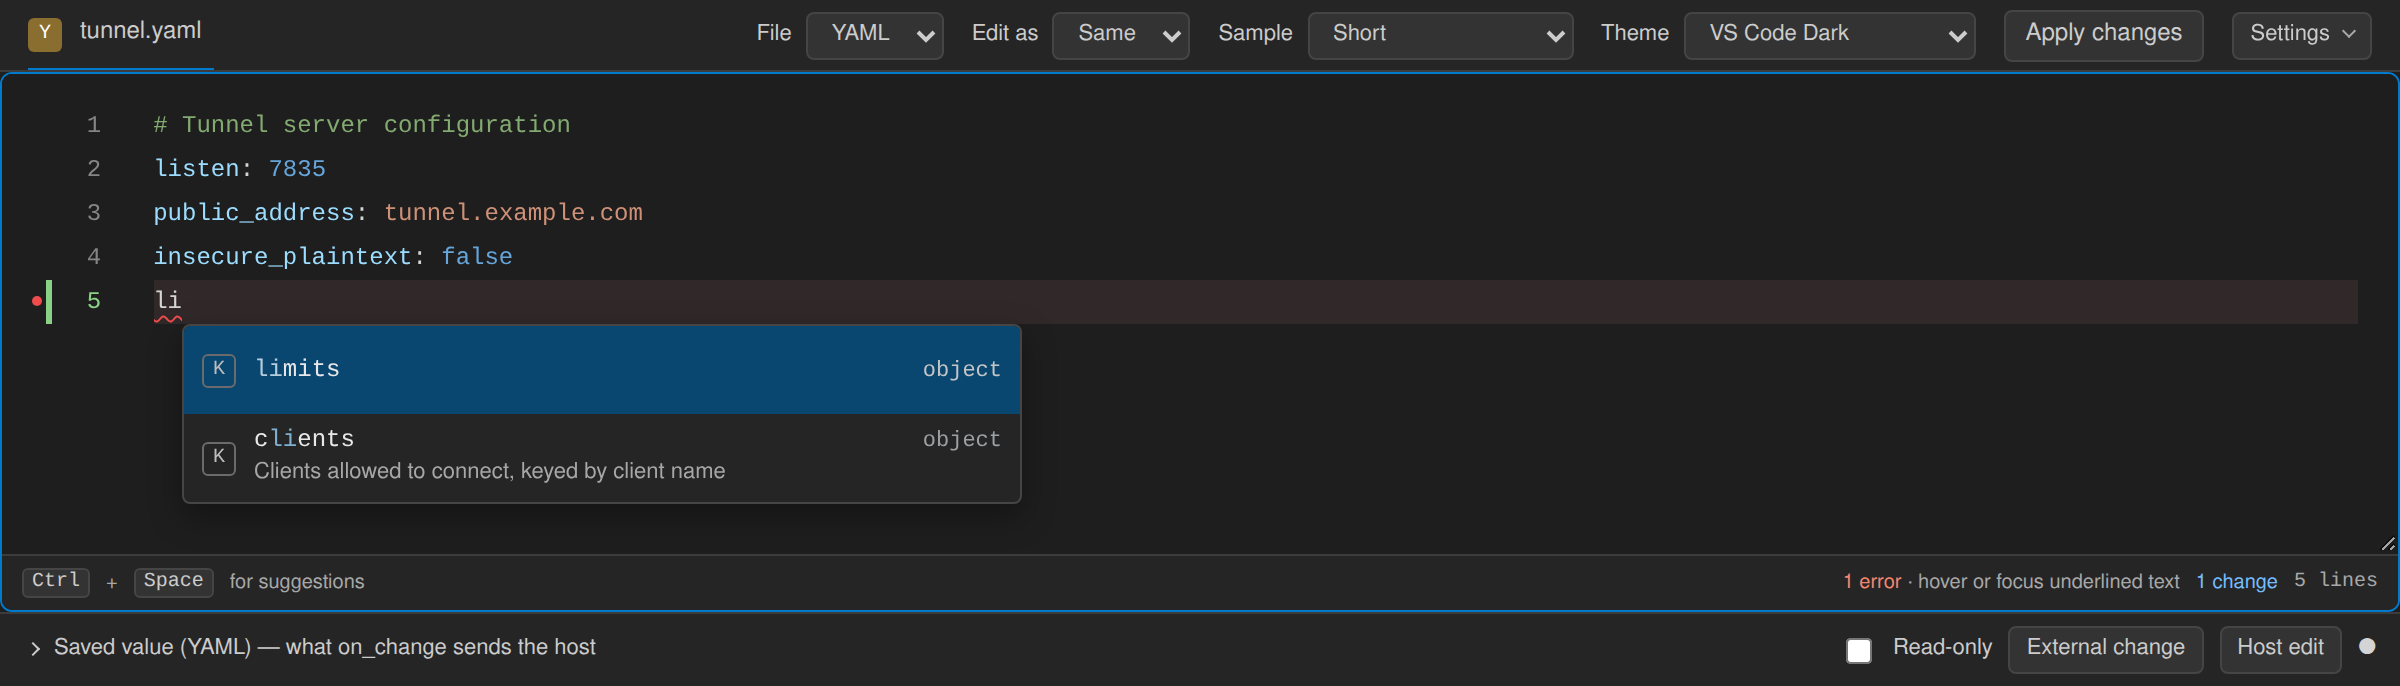 Y tunnel.yaml File YAML Edit as Same Sample Short Theme VS Code Dark Apply changes Settings
1 # Tunnel server configuration
2 listen: 7835
3 public_address: tunnel.example.com
4 insecure_plaintext: false
5 li
K limits object
K clients object
Clients allowed to connect, keyed by client name
Ctrl + Space for suggestions 1 error · hover or focus underlined text 1 change 5 lines
Saved value (YAML) — what on_change sends the host Read-only External change Host edit